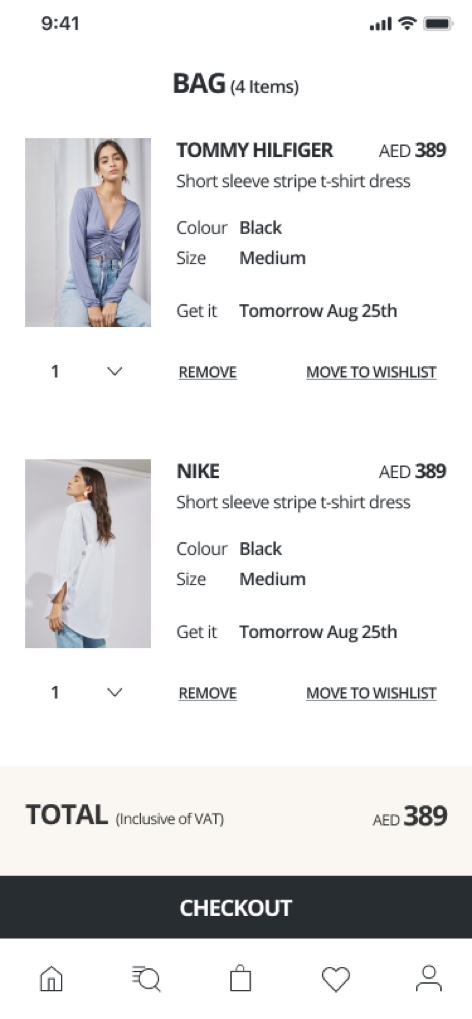 9:41
BAG (4 Items)
TOMMY HILFIGER AED 389
Short sleeve stripe t-shirt dress
Colour Black
Size Medium
Get it Tomorrow Aug 25th
1 REMOVE MOVE TO WISHLIST
NIKE AED 389
Short sleeve stripe t-shirt dress
Colour Black
Size Medium
Get it Tomorrow Aug 25th
1 REMOVE MOVE TO WISHLIST
TOTAL (Inclusive of VAT) AED 389
CHECKOUT